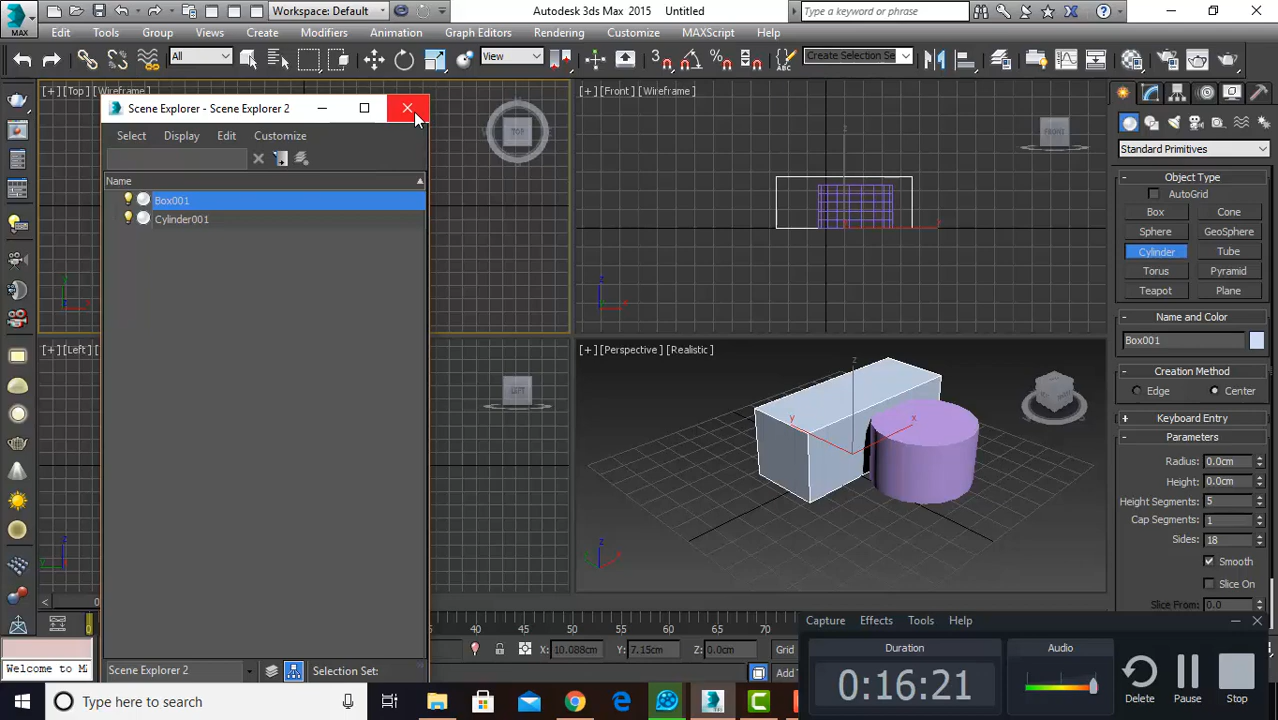 Workspace: Default
Autodesk 3ds Max 2015 Untitled
Type a keyword or phrase
MAX
Edit Tools Group Views Create Modifiers Animation Graph Editors Rendering Customize MAXScript Help
All
View
Create Selection Se
[+] [Top] [Wireframe]
[+] [Front] [Wireframe]
Scene Explorer - Scene Explorer 2
Select Display Edit Customize
Name
Box001
Cylinder001
TOP
FRONT
Standard Primitives
Object Type
AutoGrid
Box Cone
Sphere GeoSphere
Cylinder Tube
Torus Pyramid
Teapot Plane
Name and Color
Box001
Creation Method
Edge Center
Keyboard Entry
Parameters
Radius: 0.0cm
Height: 0.0cm
Height Segments: 5
Cap Segments: 1
Sides: 18
Smooth
Slice On
Slice From: 0.0
[+] [Left]
LEFT
[+] [Perspective] [Realistic]
z
y
x
40 45 50 55 60 65 70
X: 10.088cm Y: 7.15cm Z: 0.0cm Grid
Add
Welcome to M
Scene Explorer 2 Selection Set:
Capture Effects Tools Help
Duration
0:16:21
Audio
Delete Pause Stop
Type here to search